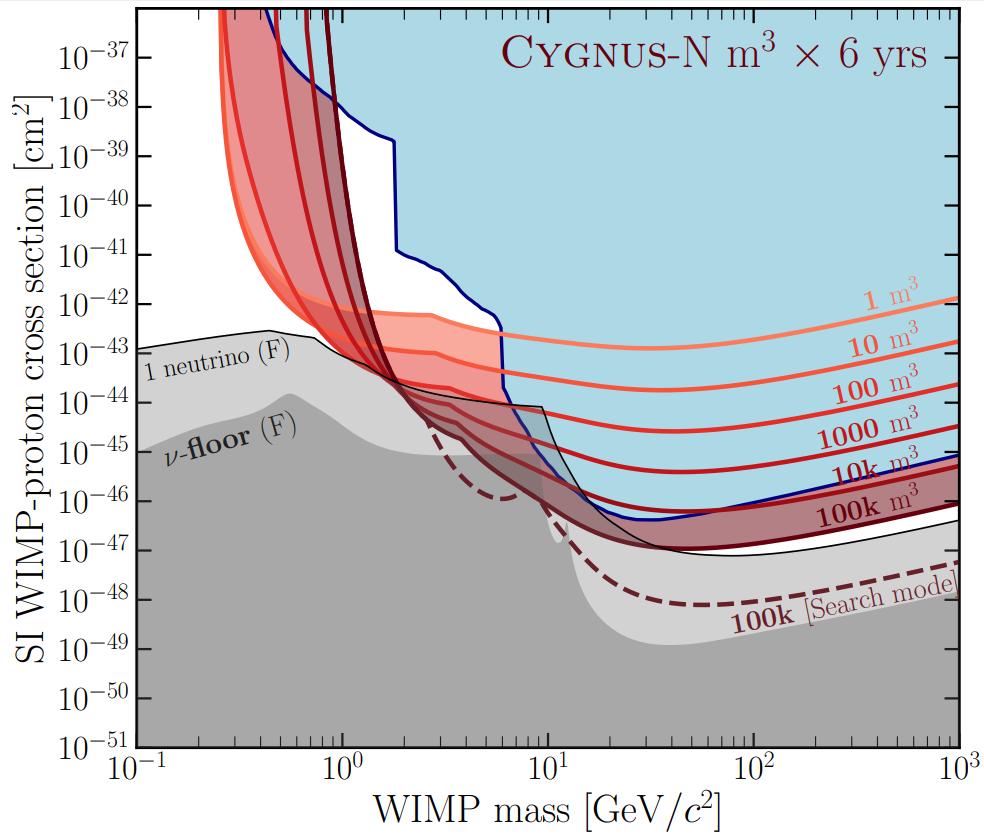 CYGNUS-N m³ × 6 yrs
SI WIMP-proton cross section [cm²]
10⁻³⁷
10⁻³⁸
10⁻³⁹
10⁻⁴⁰
10⁻⁴¹
10⁻⁴²
10⁻⁴³
10⁻⁴⁴
10⁻⁴⁵
10⁻⁴⁶
10⁻⁴⁷
10⁻⁴⁸
10⁻⁴⁹
10⁻⁵⁰
10⁻⁵¹
1 m³
10 m³
100 m³
1000 m³
10k m³
100k m³
100k [Search mode]
1 neutrino (F)
ν-floor (F)
10⁻¹ 10⁰ 10¹ 10² 10³
WIMP mass [GeV/c²]